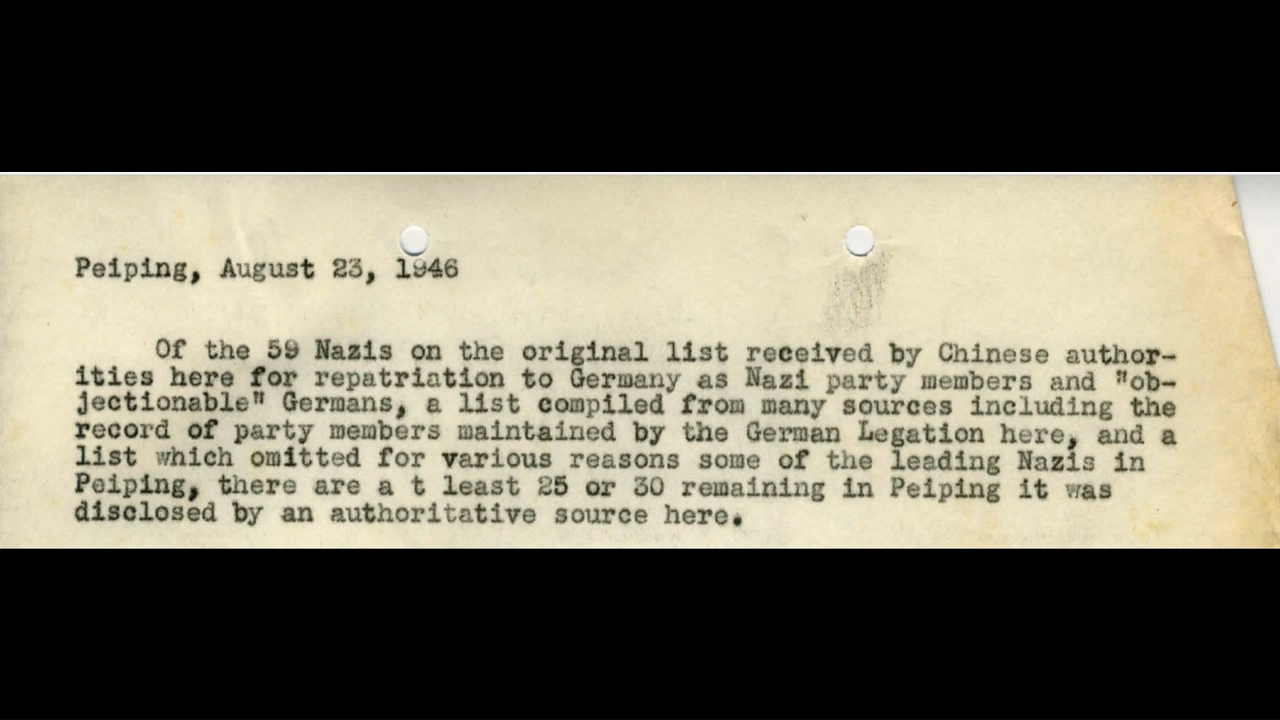 Peiping, August 23, 1946
Of the 59 Nazis on the original list received by Chinese author-
ities here for repatriation to Germany as Nazi party members and "ob-
jectionable" Germans, a list compiled from many sources including the
record of party members maintained by the German Legation here, and a
list which omitted for various reasons some of the leading Nazis in
Peiping, there are a t least 25 or 30 remaining in Peiping it was
disclosed by an authoritative source here.